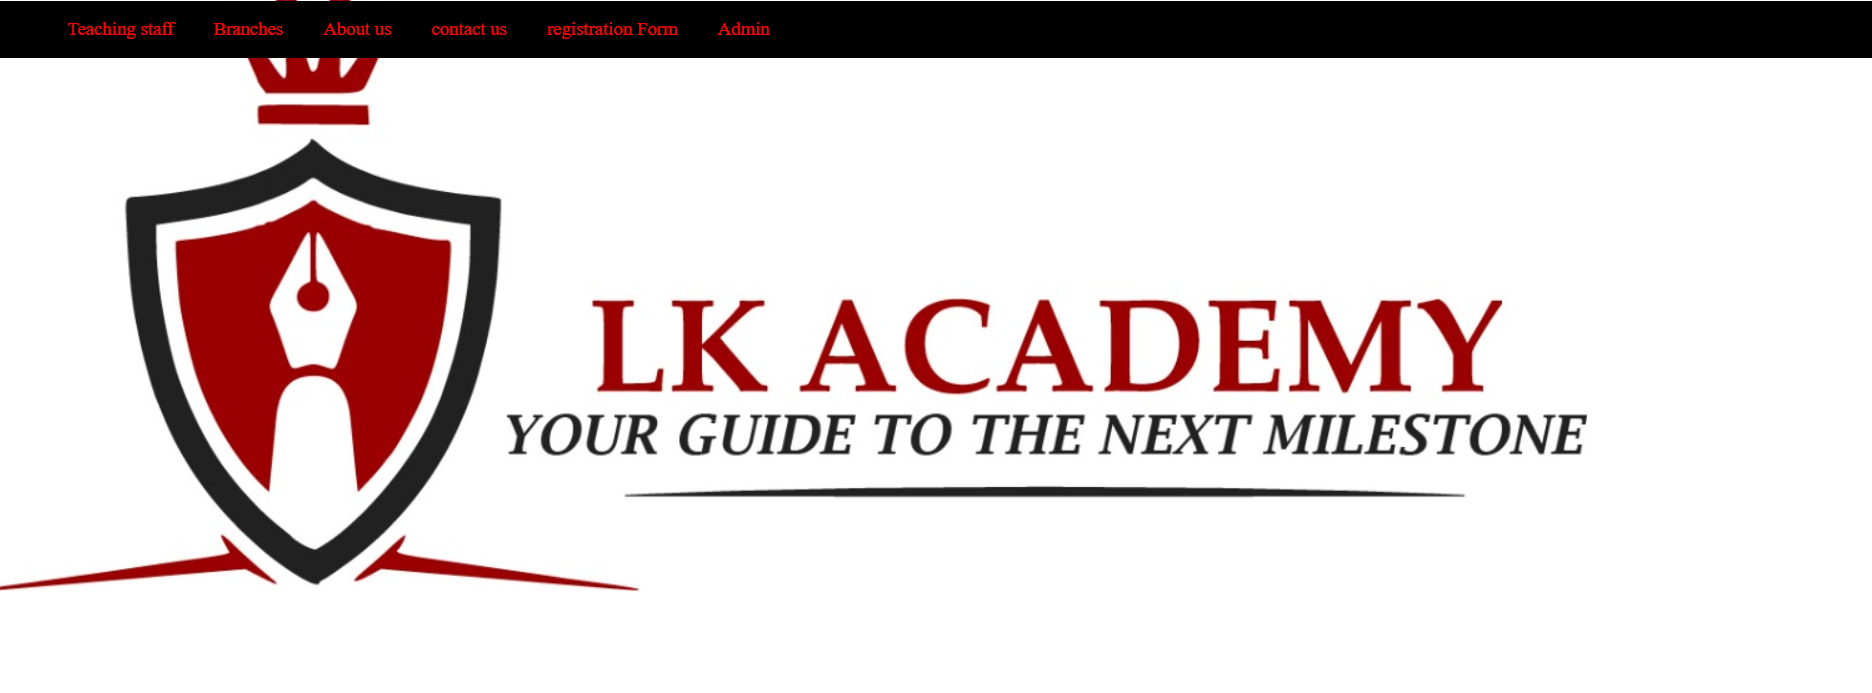 Teaching staff Branches About us contact us registration Form Admin
LK ACADEMY
YOUR GUIDE TO THE NEXT MILESTONE